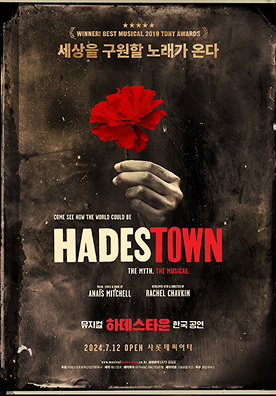 ★★★★★
WINNER! BEST MUSICAL 2019 TONY AWARDS
세상을 구원할 노래가 온다
COME SEE HOW THE WORLD COULD BE
HADESTOWN
THE MYTH. THE MUSICAL.
ANAÏS MITCHELL
RACHEL CHAVKIN
뮤지컬 하데스타운 한국 공연
2024.7.12 OPEN 샤롯데씨어터